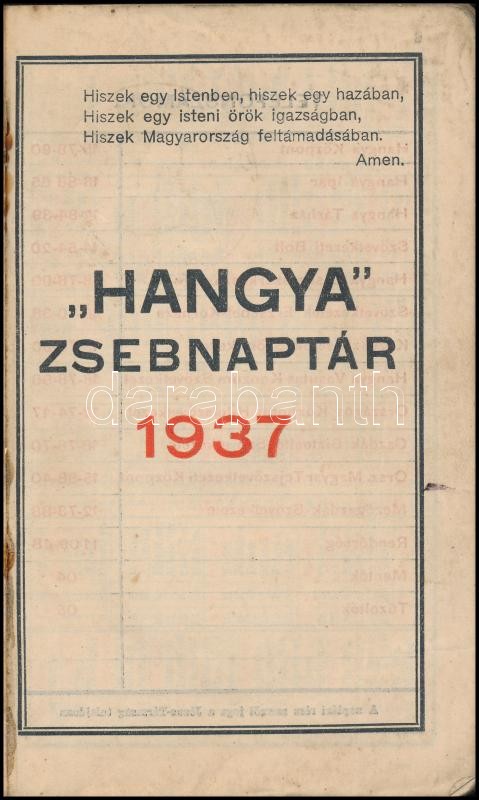 Hiszek egy Istenben, hiszek egy hazában,
Hiszek egy isteni örök igazságban,
Hiszek Magyarország feltámadásában.
Amen.
„HANGYA”
ZSEBNAPTÁR
darabanth
1937